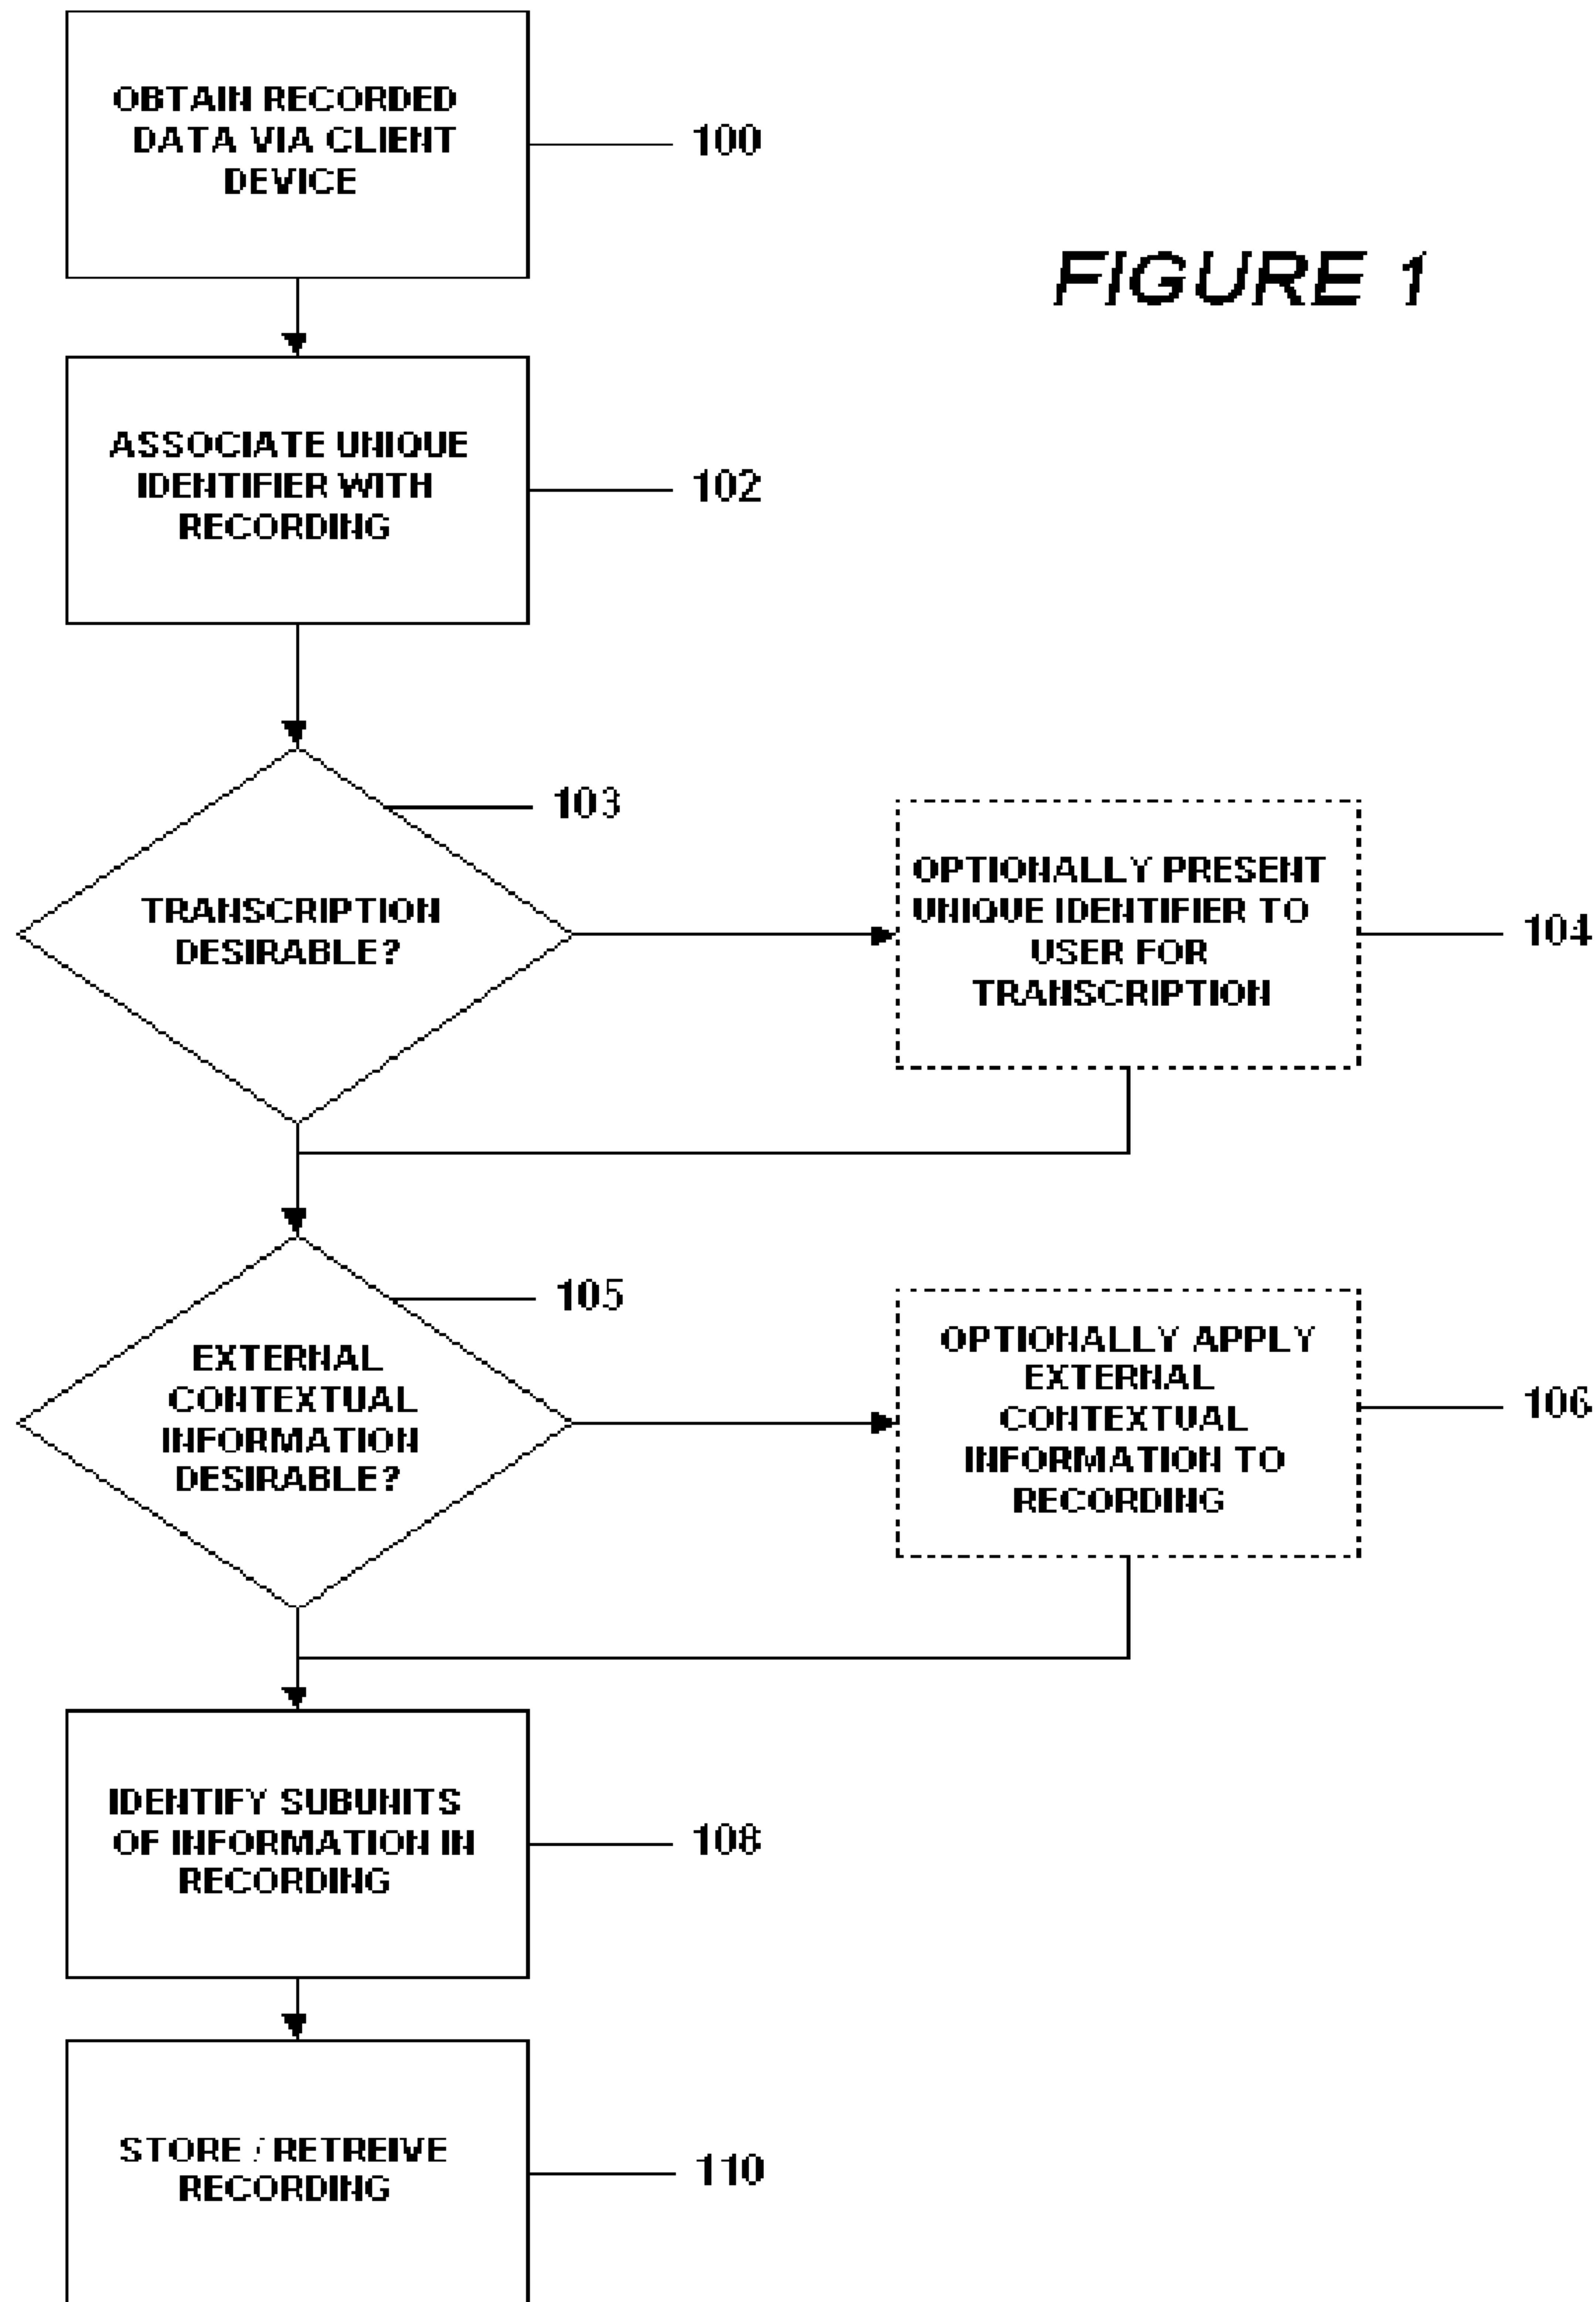 OBTAIN RECORDED
DATA VIA CLIENT
DEVICE
100
FIGURE 1
ASSOCIATE UNIQUE
IDENTIFIER WITH
RECORDING
102
103
TRANSCRIPTION
DESIRABLE?
OPTIONALLY PRESENT
UNIQUE IDENTIFIER TO
USER FOR
TRANSCRIPTION
104
105
EXTERNAL
CONTEXTUAL
INFORMATION
DESIRABLE?
OPTIONALLY APPLY
EXTERNAL
CONTEXTUAL
INFORMATION TO
RECORDING
106
IDENTIFY SUBUNITS
OF INFORMATION IN
RECORDING
108
STORE / RETREIVE
RECORDING
110